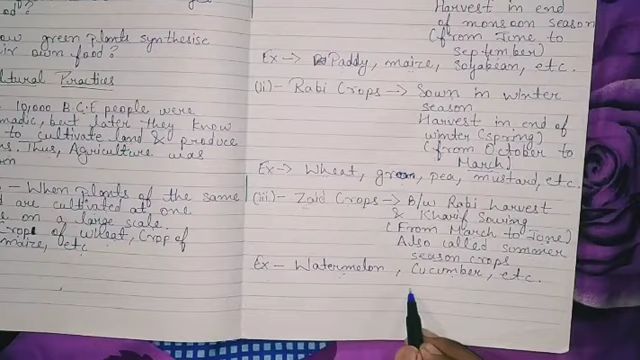 ow green plants synthesise
ir own food?
ltural Practices
10,000 B.C.E people were
madic, but later they know
to cultivate land & produce
s. Thus, Agriculture was
- When plants of the same
d are cultivated at one
e on a large scale.
Crop of wheat, Crop of
maize, etc
Harvest in end
of monsoon season
(from June to
september)
Ex -> Paddy, maize, Soyabean, etc.
(ii)- Rabi Crops -> Sown in winter
season
Harvest in end of
winter (spring)
(from October to
March)
Ex -> Wheat, gram, pea, mustard, etc.
(iii)- Zaid Crops -> B/w Rabi harvest
& Kharif Sowing
(From March to June)
Also called summer
season crops
Ex - Watermelon, Cucumber, etc.